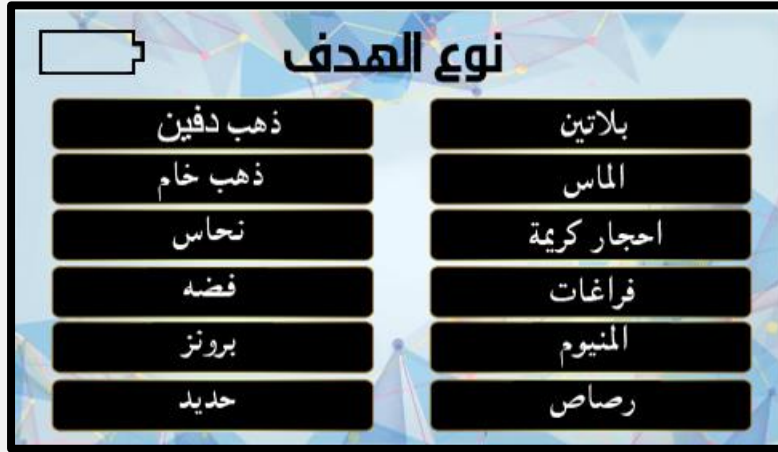 نوع الهدف
بلاتين
ذهب دفين
الماس
ذهب خام
احجار كريمة
نحاس
فراغات
فضه
المنيوم
برونز
رصاص
حديد